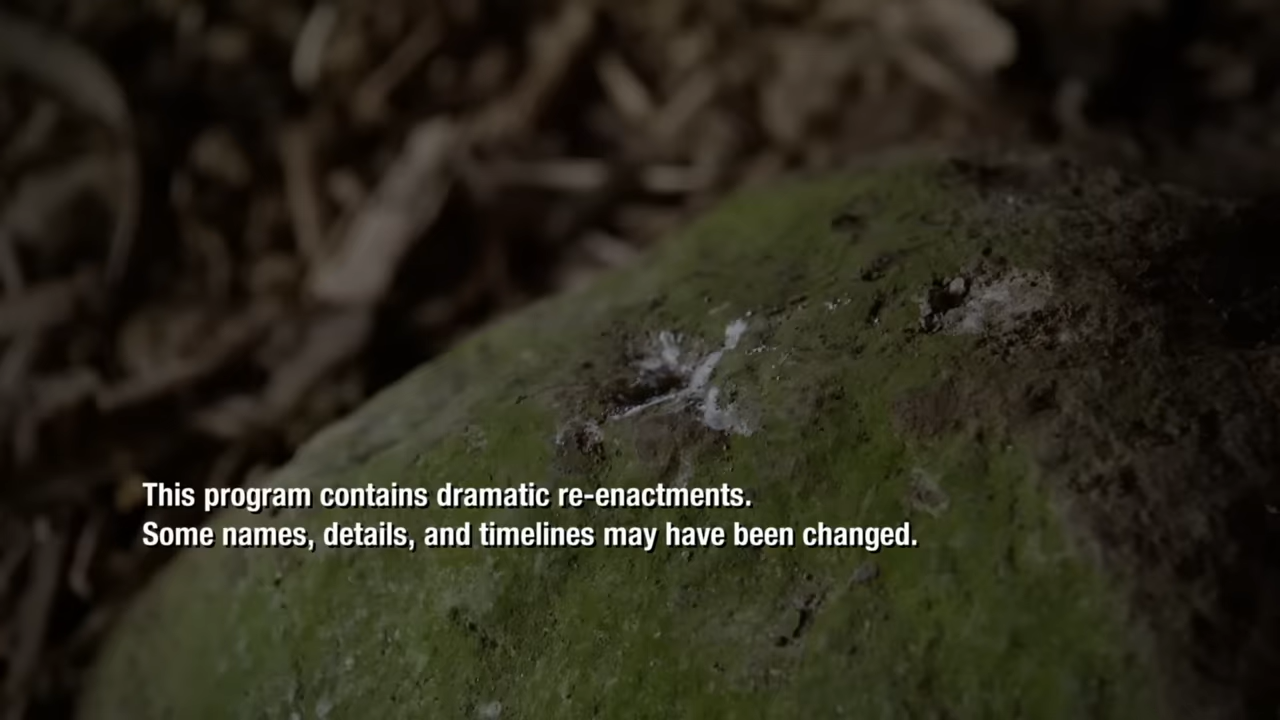 This program contains dramatic re-enactments.
Some names, details, and timelines may have been changed.